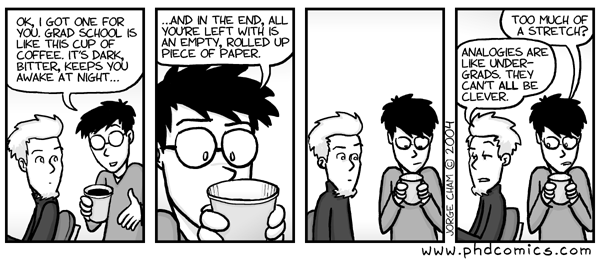 OK, I GOT ONE FOR
YOU. GRAD SCHOOL IS
LIKE THIS CUP OF
COFFEE. IT'S DARK,
BITTER, KEEPS YOU
AWAKE AT NIGHT...
...AND IN THE END, ALL
YOU'RE LEFT WITH IS
AN EMPTY, ROLLED UP
PIECE OF PAPER.
JORGE CHAM © 2004
TOO MUCH OF
A STRETCH?
ANALOGIES ARE
LIKE UNDER-
GRADS. THEY
CAN'T ALL BE
CLEVER.
www.phdcomics.com